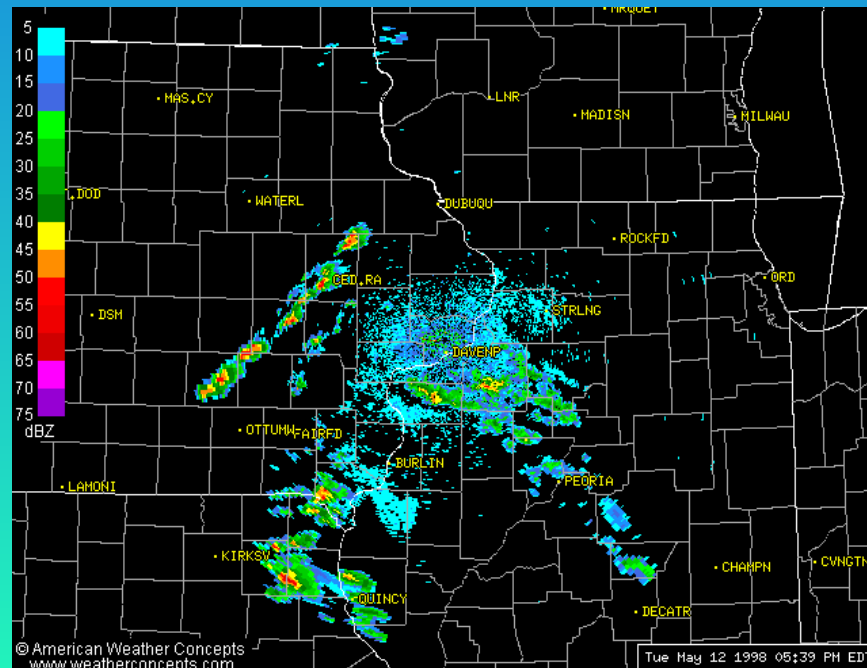 5
10
15
20
25
30
35
40
45
50
55
60
65
70
75
dBZ
MRQUET
MAS.CY
LNR
MADISN
MILWAU
DOD
WATERL
DUBUQU
ROCKFD
CED.RA
ORD
STRLNG
DSM
DAVENP
OTTUMW
FAIRFD
BURLIN
PEORIA
LAMONI
KIRKSV
CHAMPN
CVNGTN
QUINCY
DECATR
© American Weather Concepts
www.weatherconcepts.com
Tue May 12 1998 05:39 PM ED